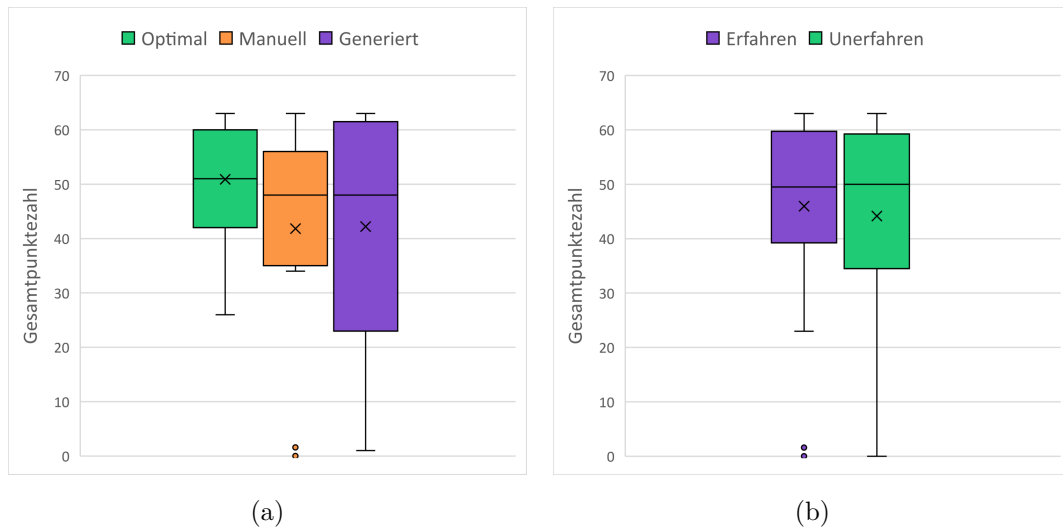 Optimal Manuell Generiert
70
60
50
40
30
20
10
0
Gesamtpunktezahl
(a)
Erfahren Unerfahren
70
60
50
40
30
20
10
0
Gesamtpunktezahl
(b)